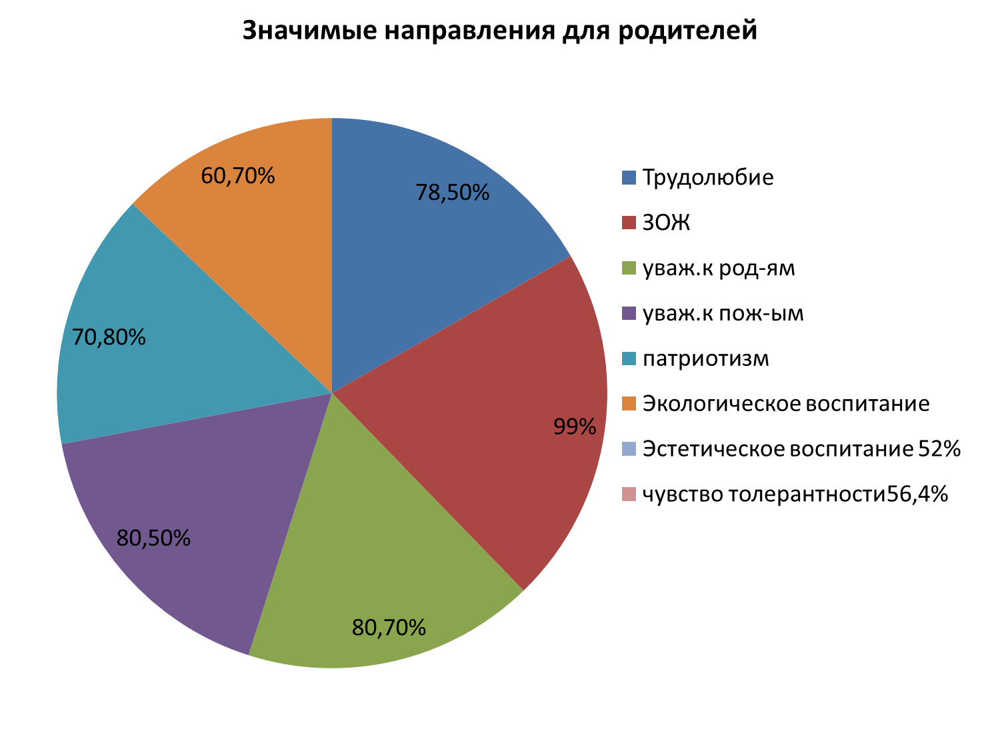 Значимые направления для родителей
60,70%
78,50%
70,80%
99%
80,50%
80,70%
Трудолюбие
ЗОЖ
уваж.к род-ям
уваж.к пож-ым
патриотизм
Экологическое воспитание
Эстетическое воспитание 52%
чувство толерантности56,4%